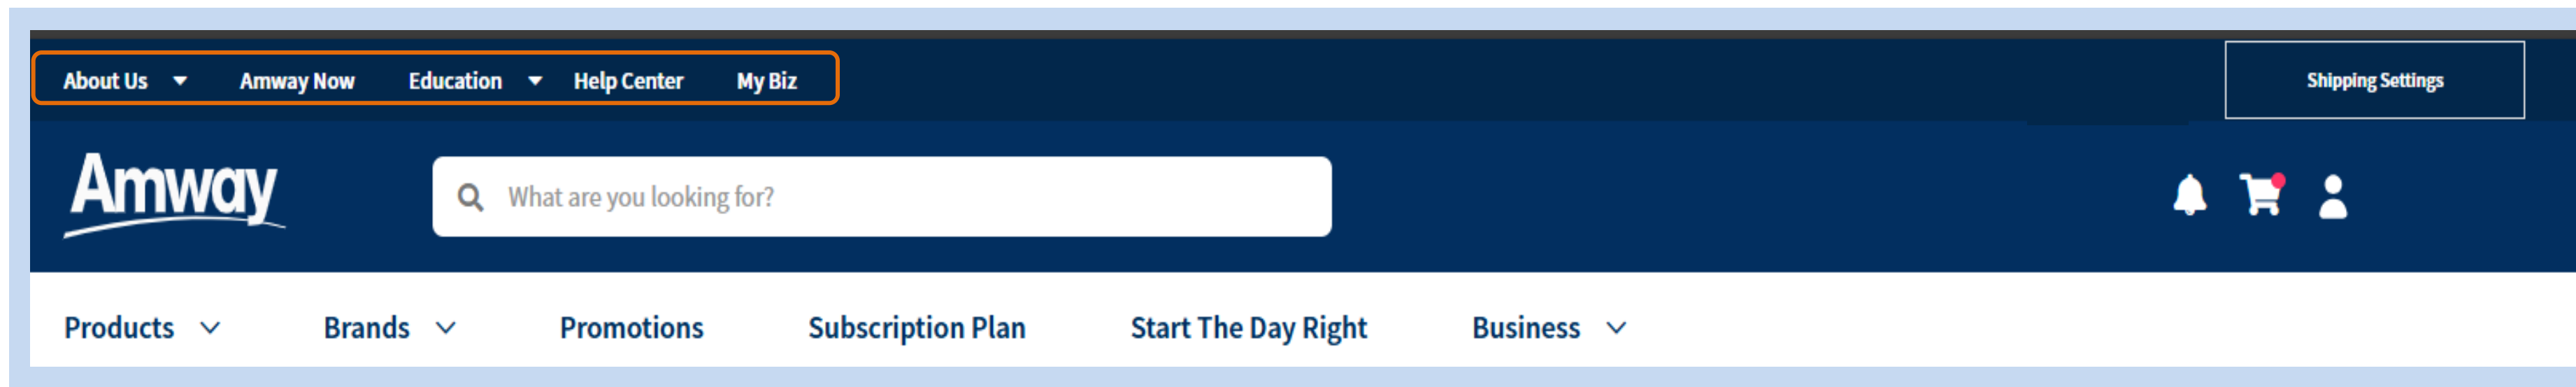 About Us Amway Now Education Help Center My Biz Shipping Settings
Amway What are you looking for?
Products Brands Promotions Subscription Plan Start The Day Right Business